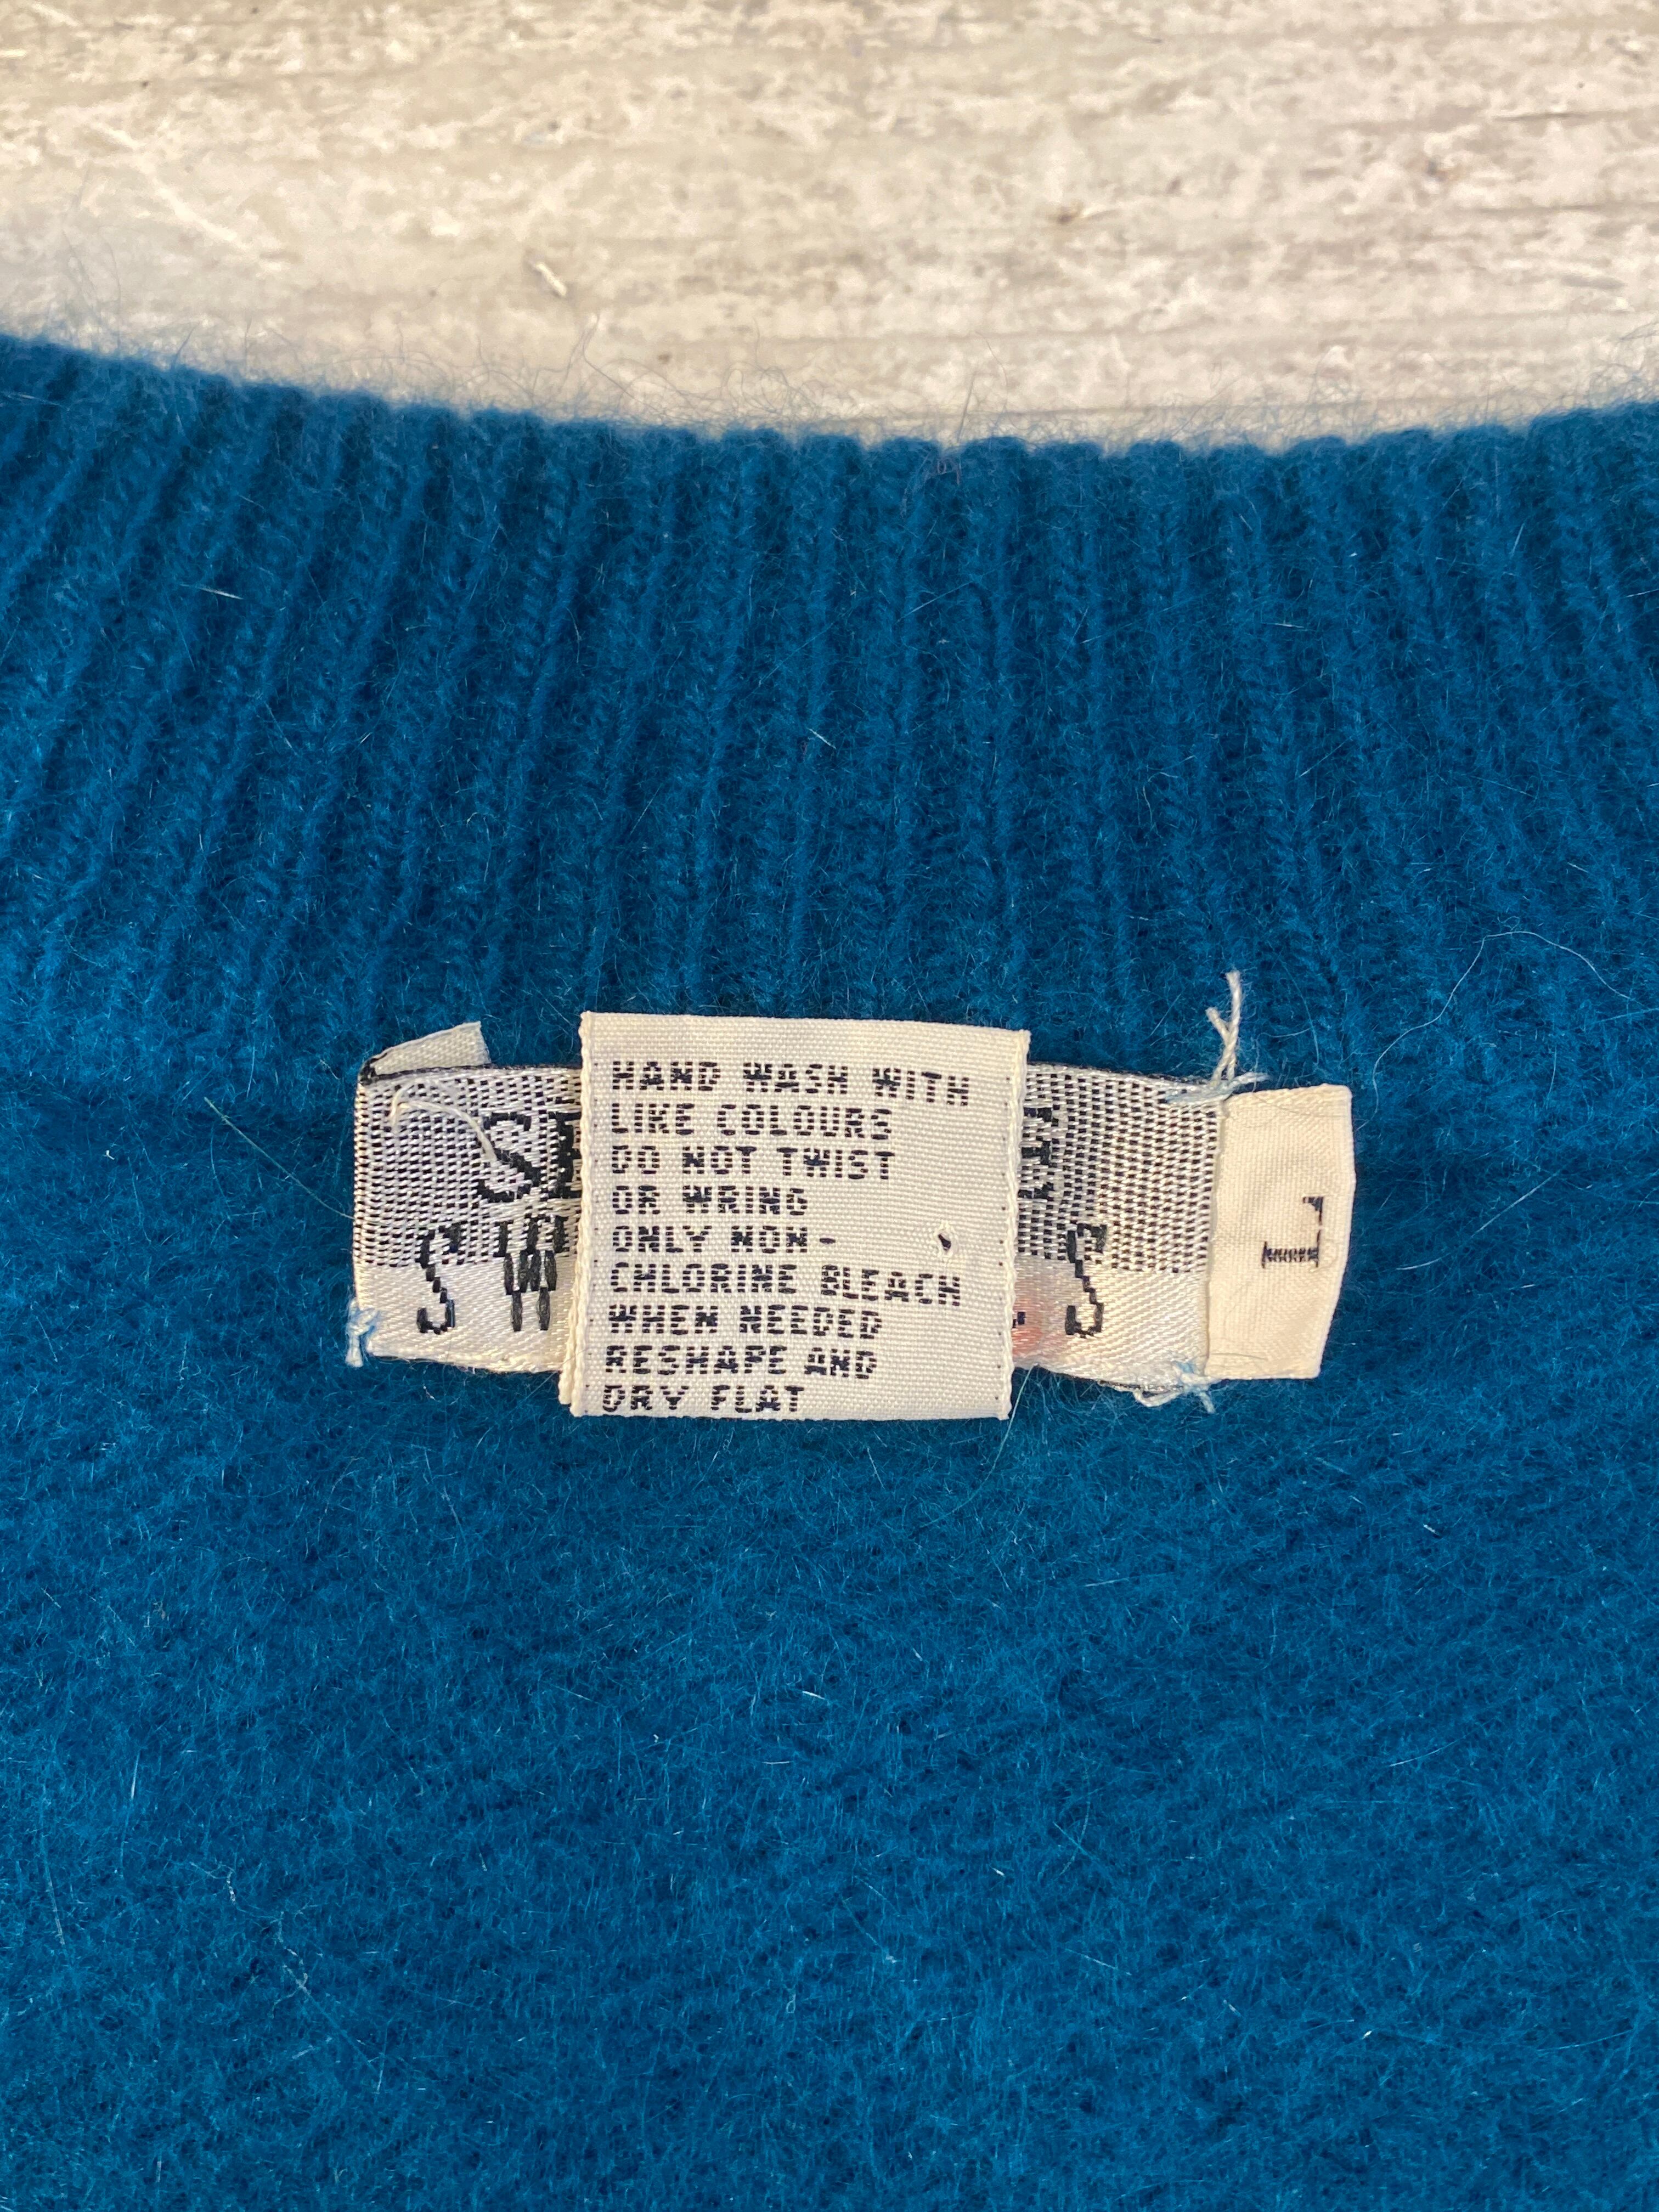 HAND WASH WITH
LIKE COLOURS
DO NOT TWIST
OR WRING
ONLY NON-
CHLORINE BLEACH
WHEN NEEDED
RESHAPE AND
DRY FLAT
L